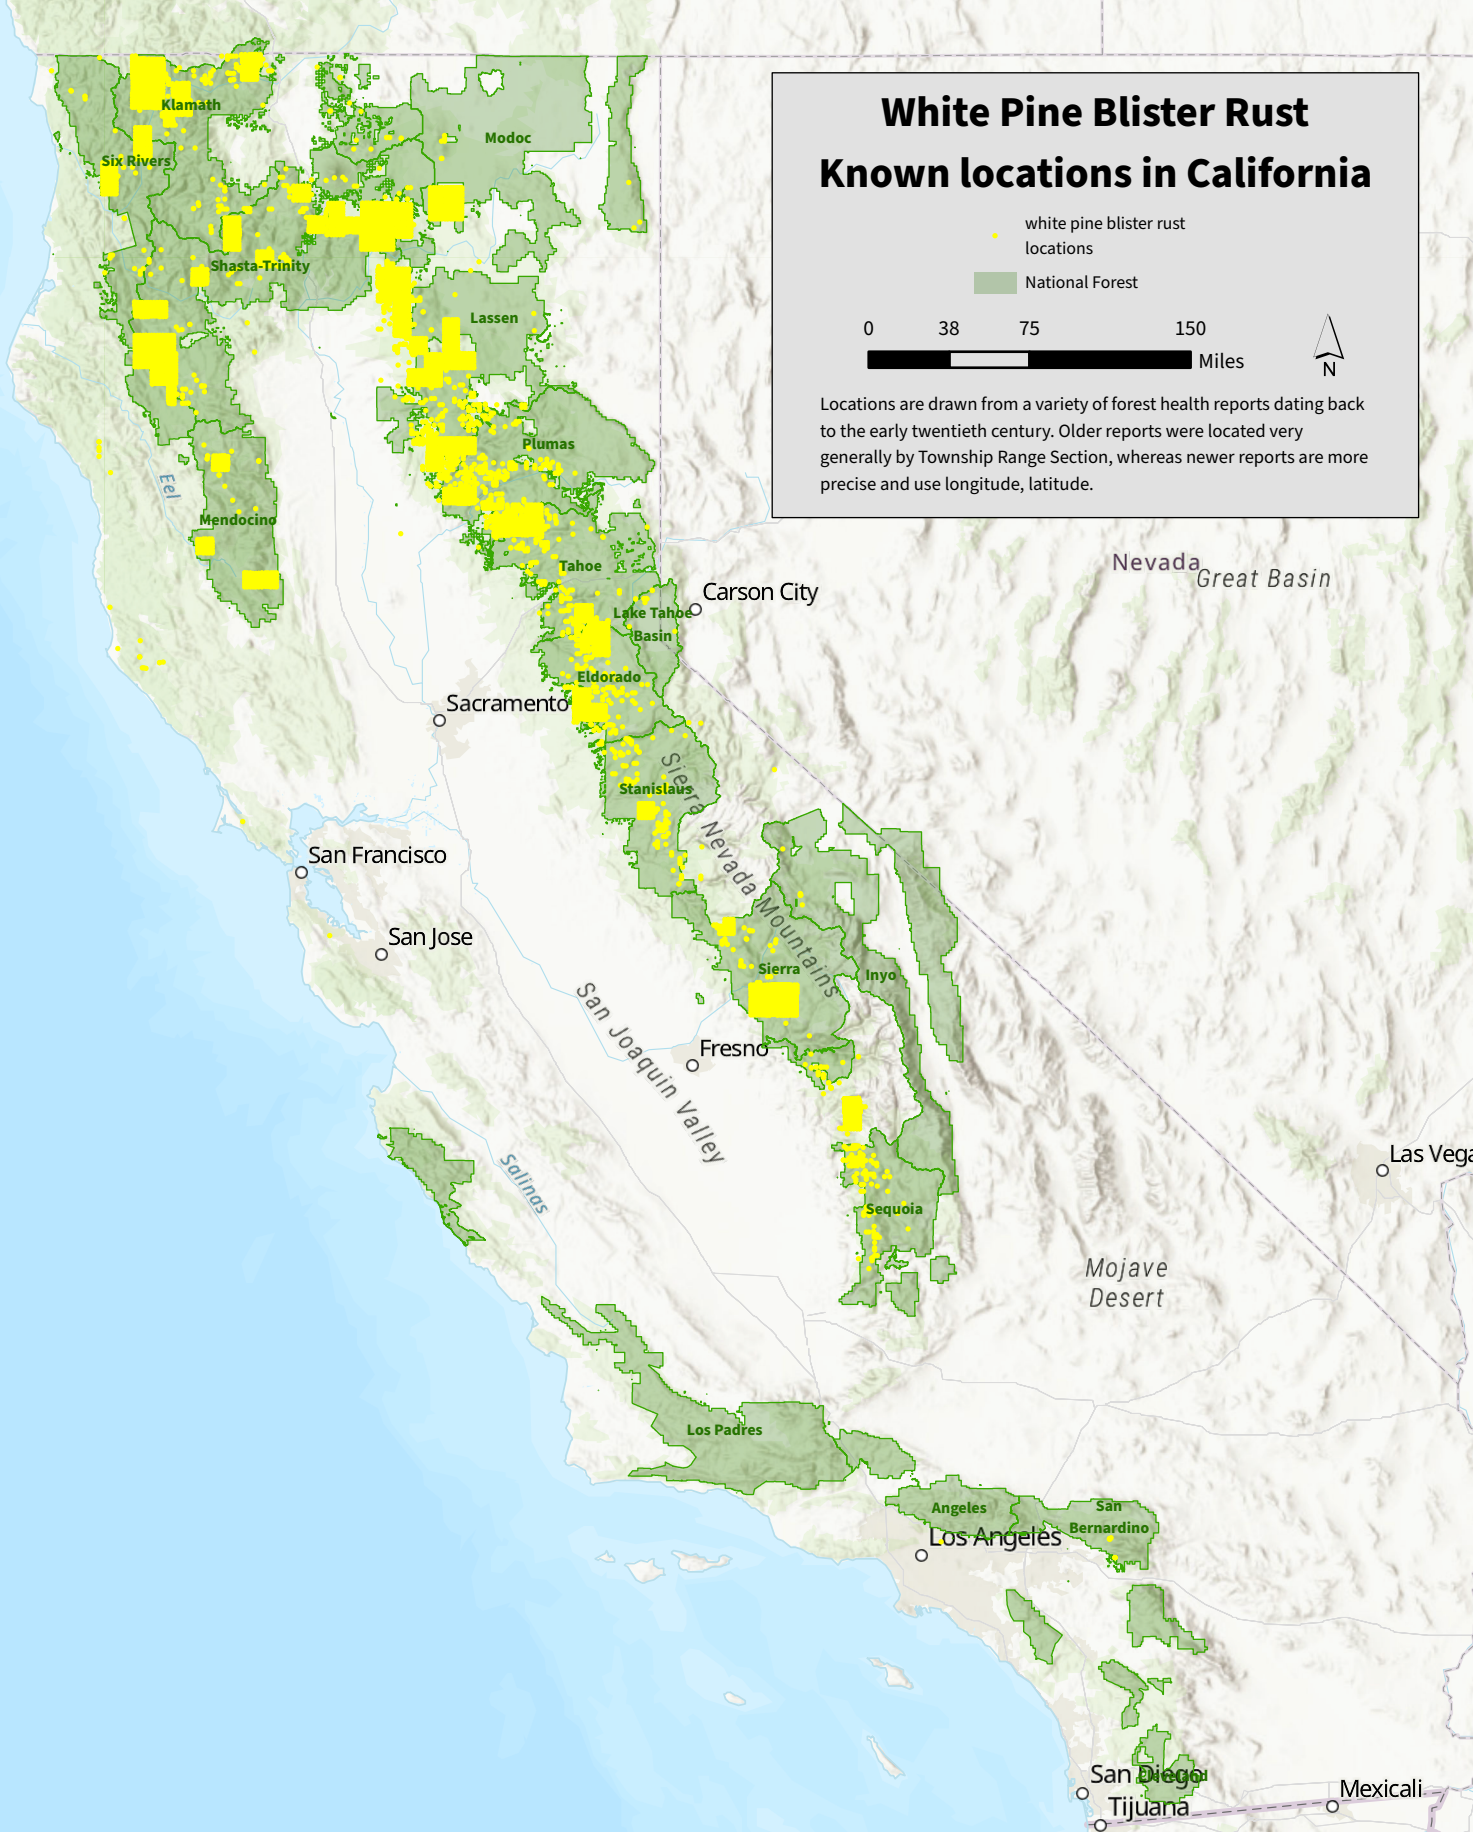 White Pine Blister Rust
Known locations in California
white pine blister rust
locations
National Forest
0 38 75 150
Miles
N
Locations are drawn from a variety of forest health reports dating back
to the early twentieth century. Older reports were located very
generally by Township Range Section, whereas newer reports are more
precise and use longitude, latitude.
Klamath
Modoc
Six Rivers
Shasta-Trinity
Lassen
Plumas
Eel
Mendocino
Tahoe
Nevada
Great Basin
Carson City
Lake Tahoe
Basin
Eldorado
Sacramento
Stanislaus
Sierra Nevada Mountains
San Francisco
San Jose
Sierra
Inyo
San Joaquin Valley
Fresno
Salinas
Las Vega
Sequoia
Mojave
Desert
Los Padres
Angeles
San
Bernardino
Los Angeles
San Diego
Cleveland
Mexicali
Tijuana